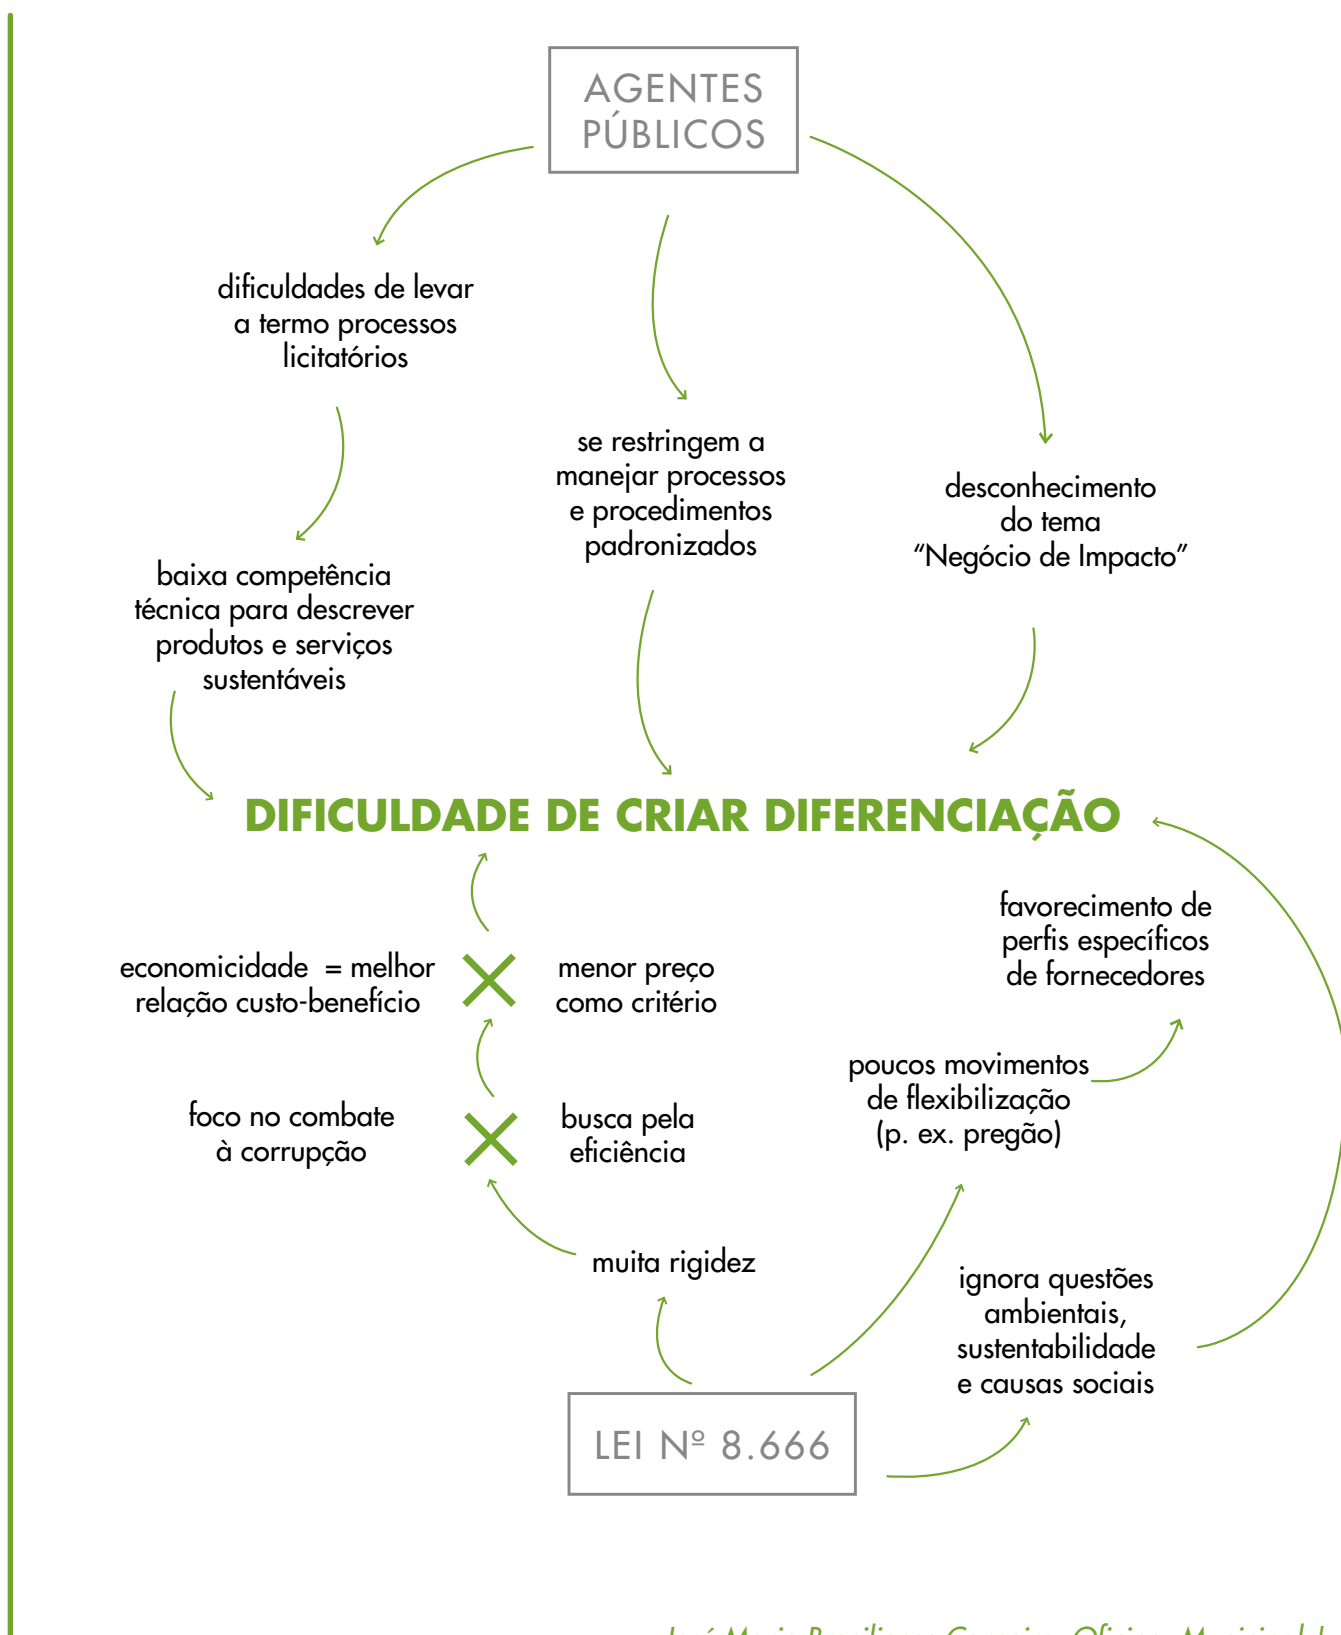 AGENTES
PÚBLICOS
dificuldades de levar
a termo processos
licitatórios
se restringem a
manejar processos
e procedimentos
padronizados
desconhecimento
do tema
“Negócio de Impacto”
baixa competência
técnica para descrever
produtos e serviços
sustentáveis
DIFICULDADE DE CRIAR DIFERENCIAÇÃO
favorecimento de
perfis específicos
de fornecedores
economicidade = melhor
relação custo-benefício
menor preço
como critério
poucos movimentos
de flexibilização
(p. ex. pregão)
foco no combate
à corrupção
busca pela
eficiência
muita rigidez
ignora questões
ambientais,
sustentabilidade
e causas sociais
LEI Nº 8.666